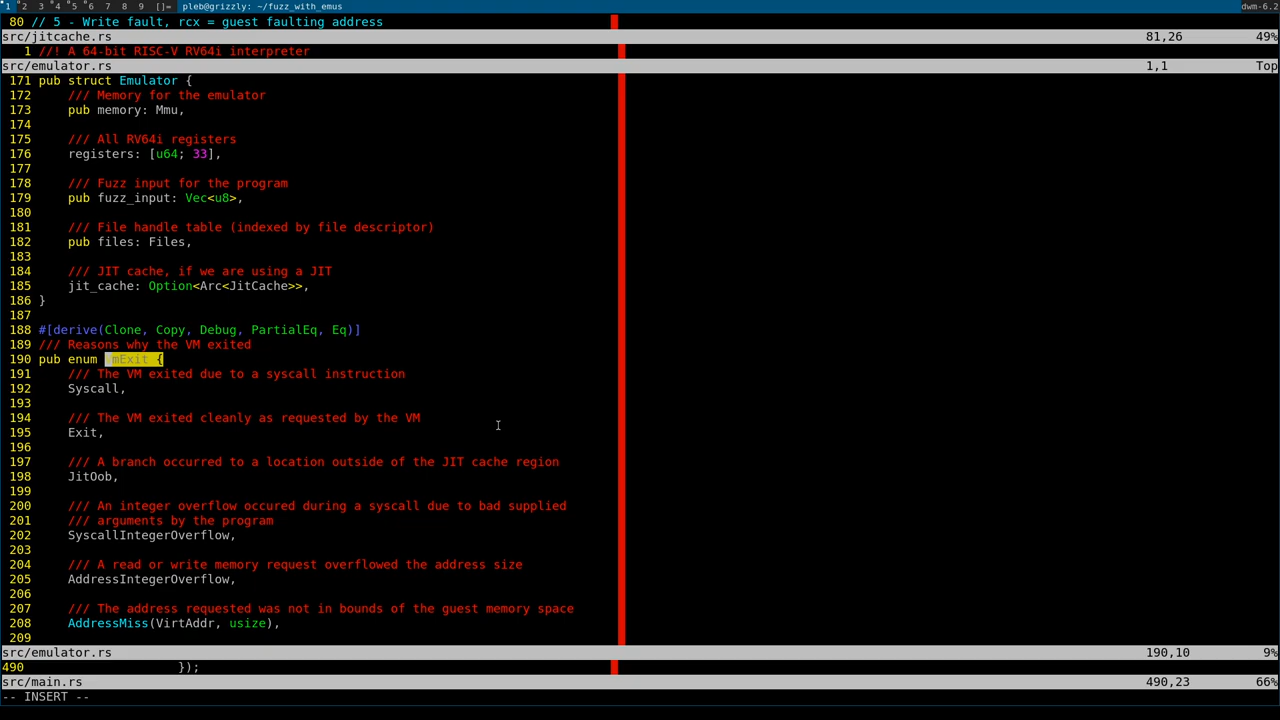 1 2 3 4 5 6 7 8 9 []= pleb@grizzly: ~/fuzz_with_emus dwm-6.2
80 // 5 - Write fault, rcx = guest faulting address
src/jitcache.rs 81,26 49%
1 //! A 64-bit RISC-V RV64i interpreter
src/emulator.rs 1,1 Top
171 pub struct Emulator {
172 /// Memory for the emulator
173 pub memory: Mmu,
174
175 /// All RV64i registers
176 registers: [u64; 33],
177
178 /// Fuzz input for the program
179 pub fuzz_input: Vec<u8>,
180
181 /// File handle table (indexed by file descriptor)
182 pub files: Files,
183
184 /// JIT cache, if we are using a JIT
185 jit_cache: Option<Arc<JitCache>>,
186 }
187
188 #[derive(Clone, Copy, Debug, PartialEq, Eq)]
189 /// Reasons why the VM exited
190 pub enum VmExit {
191 /// The VM exited due to a syscall instruction
192 Syscall,
193
194 /// The VM exited cleanly as requested by the VM
195 Exit,
196
197 /// A branch occurred to a location outside of the JIT cache region
198 JitOob,
199
200 /// An integer overflow occured during a syscall due to bad supplied
201 /// arguments by the program
202 SyscallIntegerOverflow,
203
204 /// A read or write memory request overflowed the address size
205 AddressIntegerOverflow,
206
207 /// The address requested was not in bounds of the guest memory space
208 AddressMiss(VirtAddr, usize),
209
src/emulator.rs 190,10 9%
490 });
src/main.rs 490,23 66%
-- INSERT --